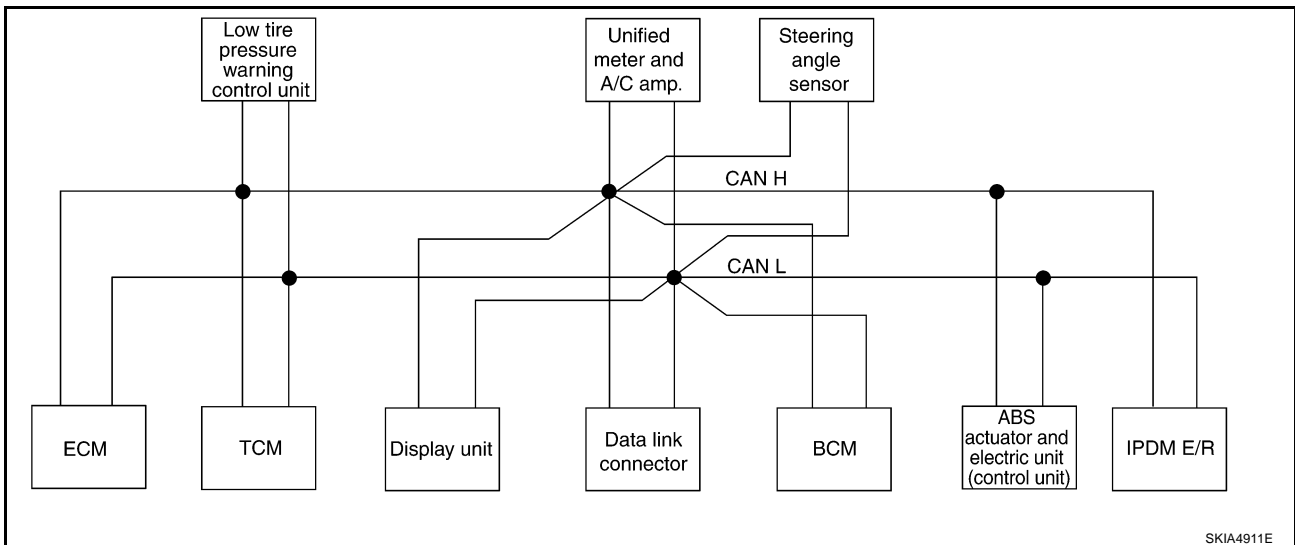 Low tire
pressure
warning
control unit
Unified
meter and
A/C amp.
Steering
angle
sensor
CAN H
CAN L
ECM
TCM
Display unit
Data link
connector
BCM
ABS
actuator and
electric unit
(control unit)
IPDM E/R
SKIA4911E